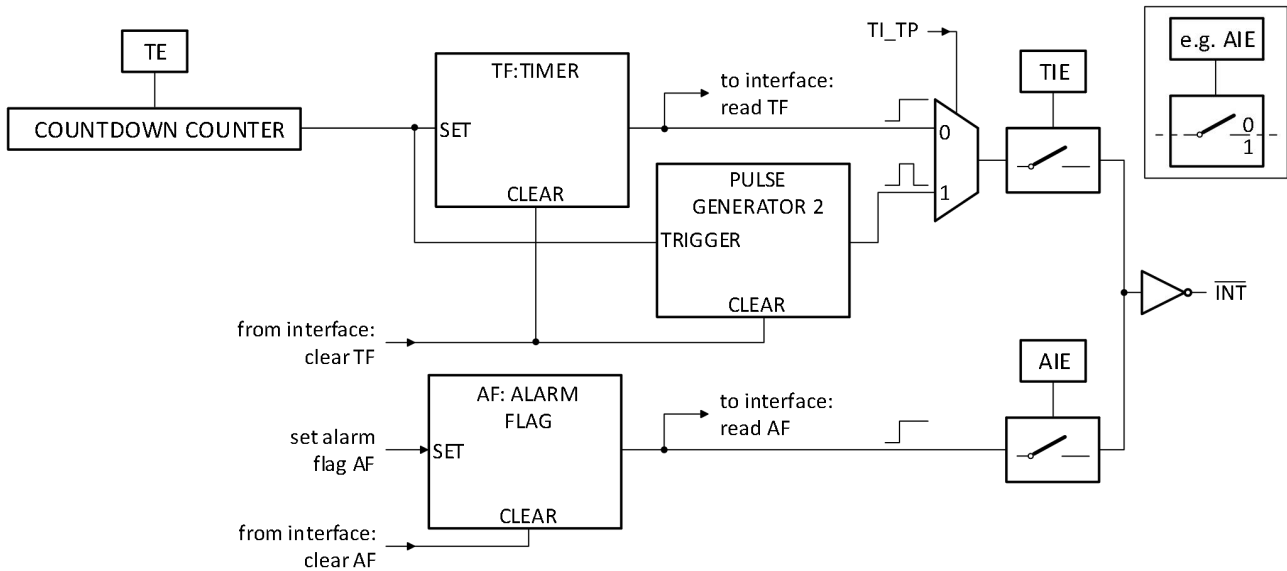 TI_TP
e.g. AIE
TE
TF:TIMER
to interface:
read TF
TIE
0
1
COUNTDOWN COUNTER
SET
0
CLEAR
PULSE
GENERATOR 2
1
TRIGGER
CLEAR
INT
from interface:
clear TF
AIE
AF: ALARM
FLAG
to interface:
read AF
set alarm
flag AF
SET
CLEAR
from interface:
clear AF